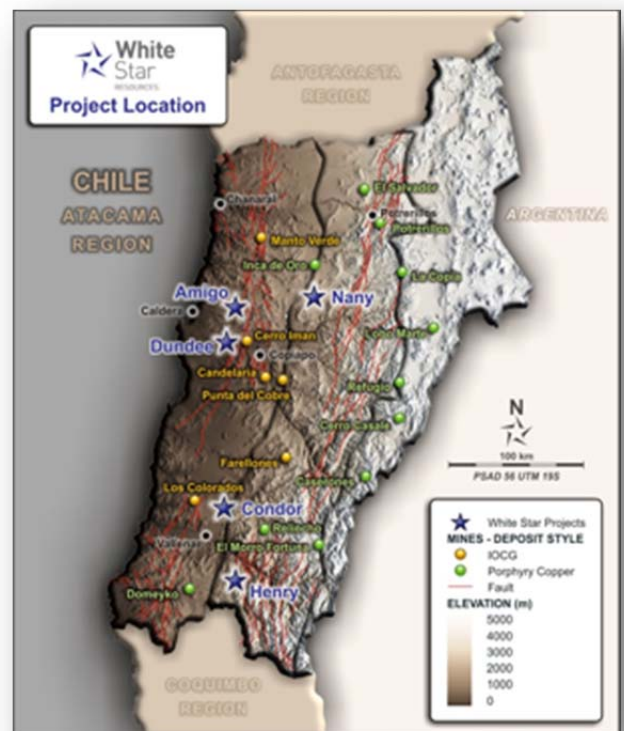 White
Star
RESOURCES
Project Location
ANTOFAGASTA
REGION
CHILE
ATACAMA
REGION
ARGENTINA
Chanaral
El Salvador
Potrerillos
Potrerillos
Manto Verde
Inca de Oro
La Copia
Amigo
Nany
Caldera
Lobo Marte
Dundee
Cerro Iman
Copiapo
Candelaria
Punta del Cobre
Refugio
Cerro Casale
N
100 km
PSAD 56 UTM 19S
Farellones
Caserones
Los Colorados
Condor
Relincho
Vallenar
El Morro Fortuna
Domeyko
Henry
COQUIMBO
REGION
White Star Projects
MINES - DEPOSIT STYLE
IOCG
Porphyry Copper
Fault
ELEVATION (m)
5000
4000
3000
2000
1000
0